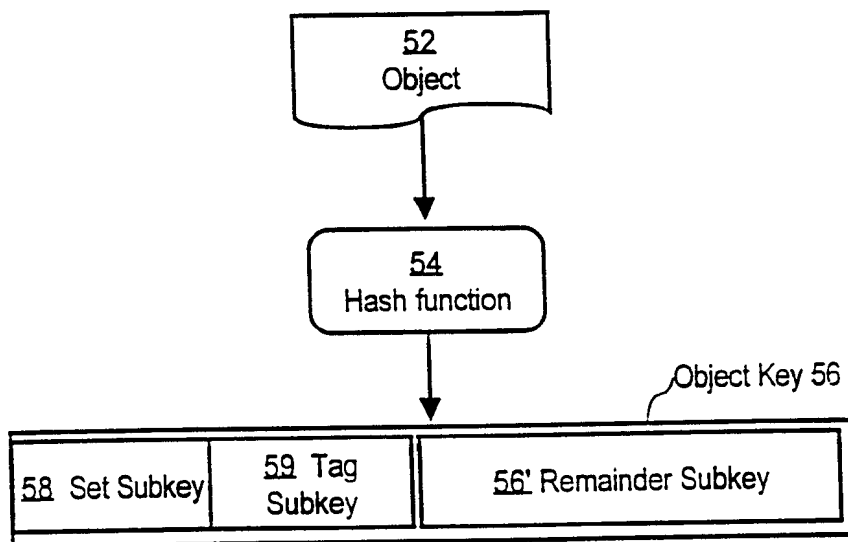 52
Object
54
Hash function
Object Key 56
58 Set Subkey
59 Tag
Subkey
56' Remainder Subkey